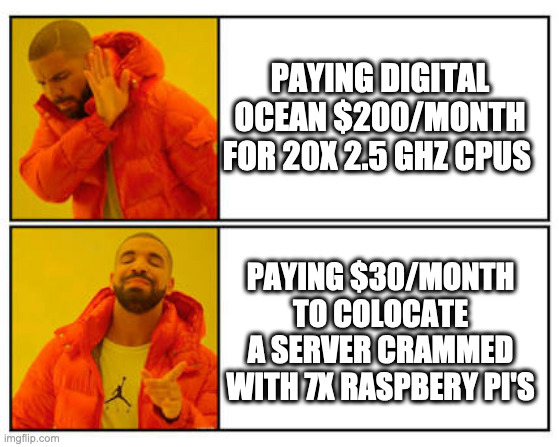 PAYING DIGITAL
OCEAN $200/MONTH
FOR 20X 2.5 GHZ CPUS
PAYING $30/MONTH
TO COLOCATE
A SERVER CRAMMED
WITH 7X RASPBERY PI'S
imgflip.com